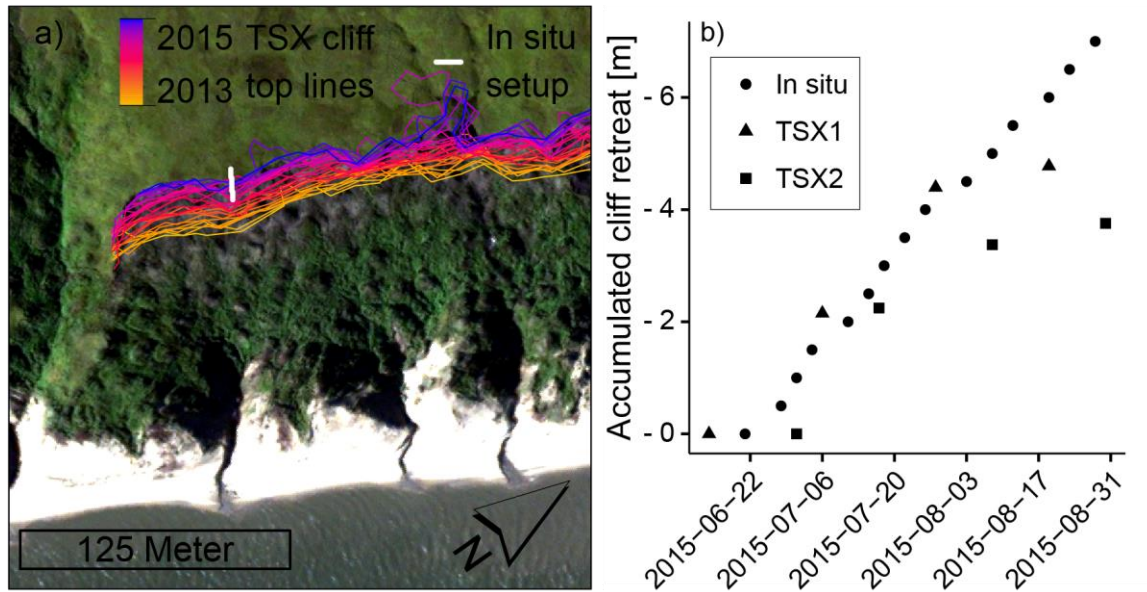 a)
2015 TSX cliff In situ
2013 top lines setup
N
125 Meter
b)
Accumulated cliff retreat [m]
- 6
- 4
- 2
- 0
In situ
TSX1
TSX2
2015−06−22
2015−07−06
2015−07−20
2015−08−03
2015−08−17
2015−08−31